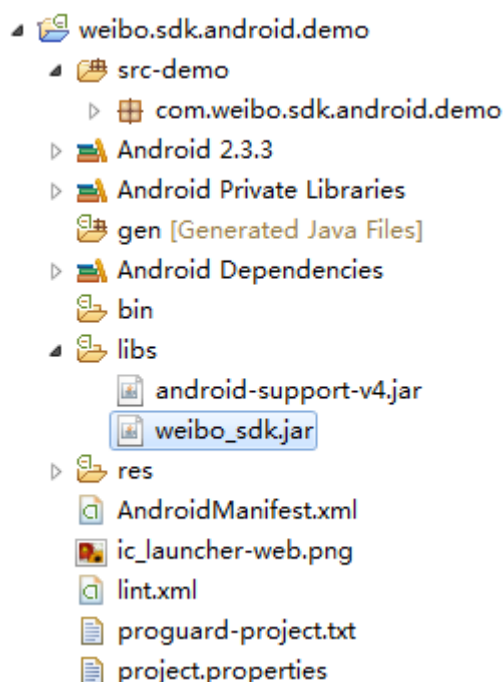 weibo.sdk.android.demo
src-demo
com.weibo.sdk.android.demo
Android 2.3.3
Android Private Libraries
gen [Generated Java Files]
Android Dependencies
bin
libs
android-support-v4.jar
weibo_sdk.jar
res
AndroidManifest.xml
ic_launcher-web.png
lint.xml
proguard-project.txt
project.properties